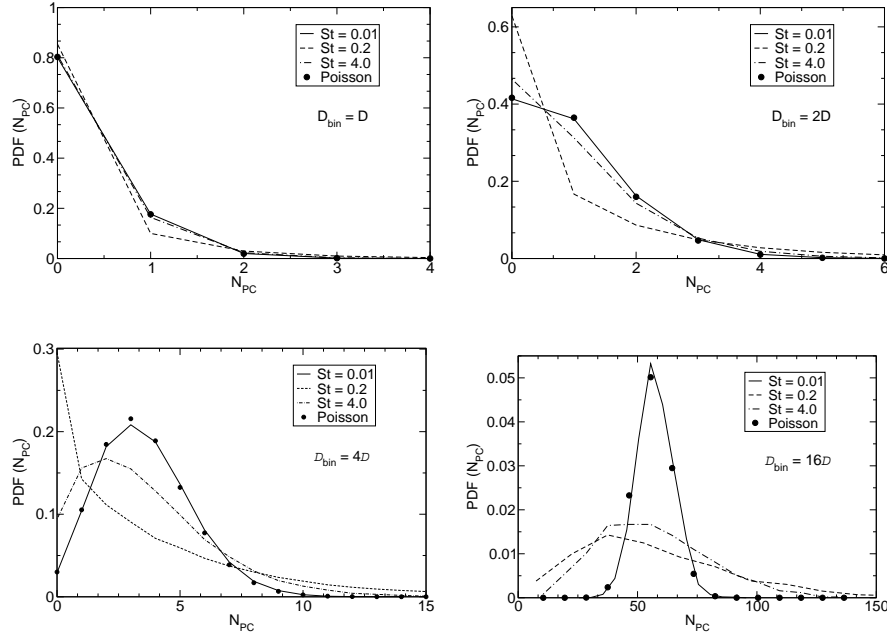 1
0.8
0.6
0.4
0.2
0
PDF (N_PC)
St = 0.01
St = 0.2
St = 4.0
Poisson
D_bin = D
0 1 2 3 4
N_PC
0.6
0.4
0.2
0
PDF (N_PC)
St = 0.01
St = 0.2
St = 4.0
Poisson
D_bin = 2D
0 2 4 6
N_PC
0.3
0.2
0.1
0
PDF (N_PC)
St = 0.01
St = 0.2
St = 4.0
Poisson
D_bin = 4D
0 5 10 15
N_PC
0.05
0.04
0.03
0.02
0.01
0
PDF (N_PC)
St = 0.01
St = 0.2
St = 4.0
Poisson
D_bin = 16D
0 50 100 150
N_PC